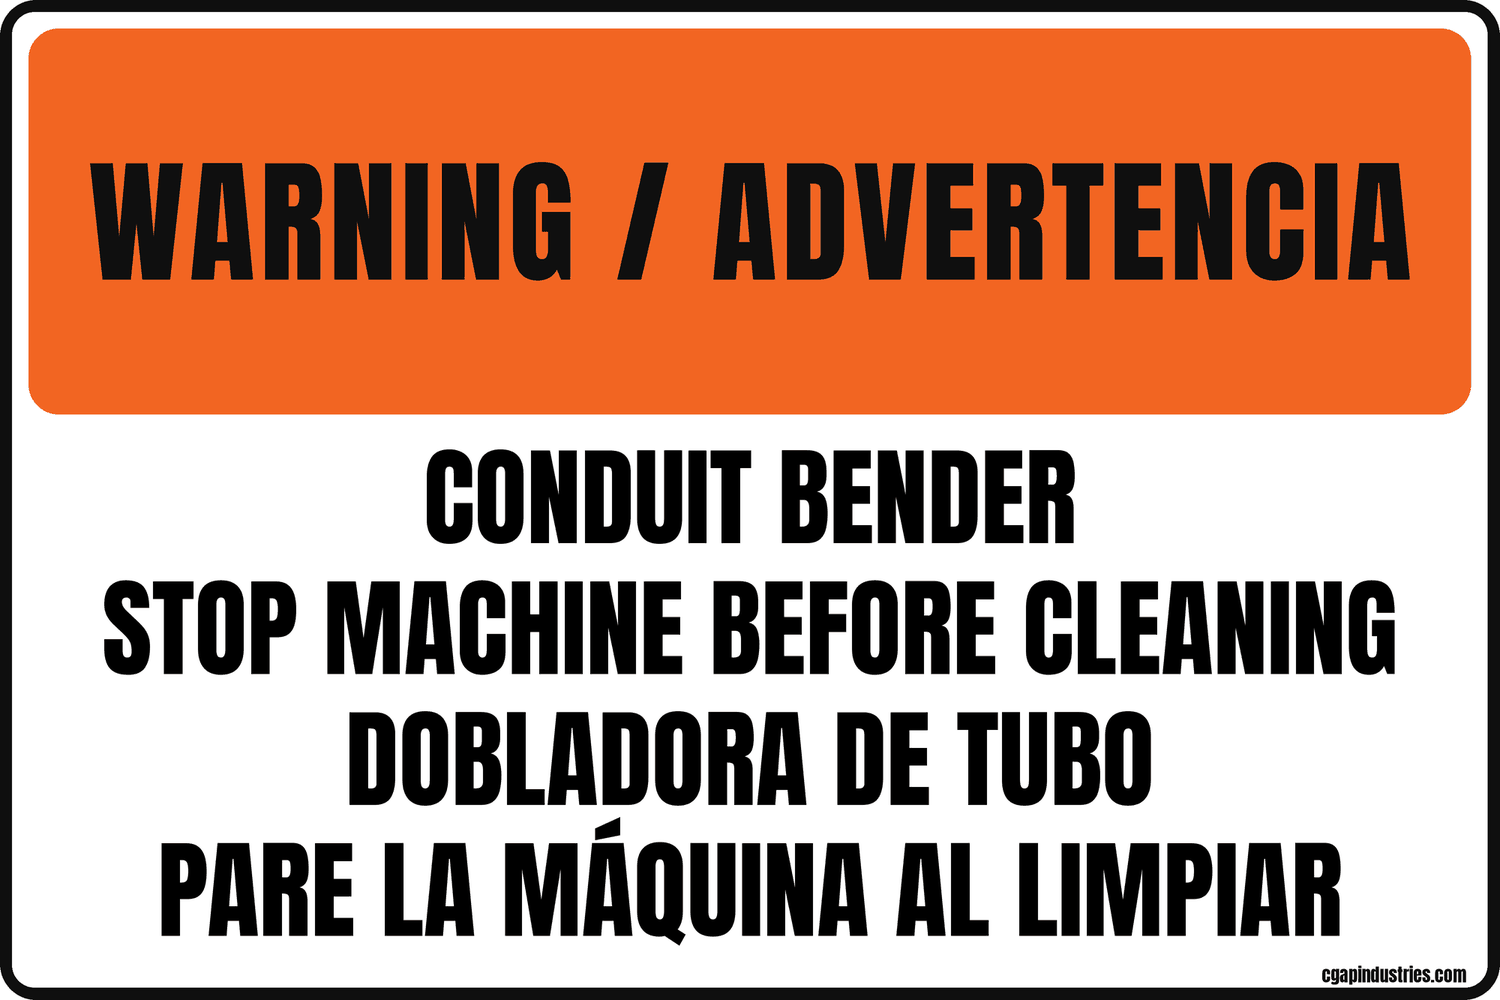 WARNING / ADVERTENCIA
CONDUIT BENDER
STOP MACHINE BEFORE CLEANING
DOBLADORA DE TUBO
PARE LA MÁQUINA AL LIMPIAR
cgapindustries.com